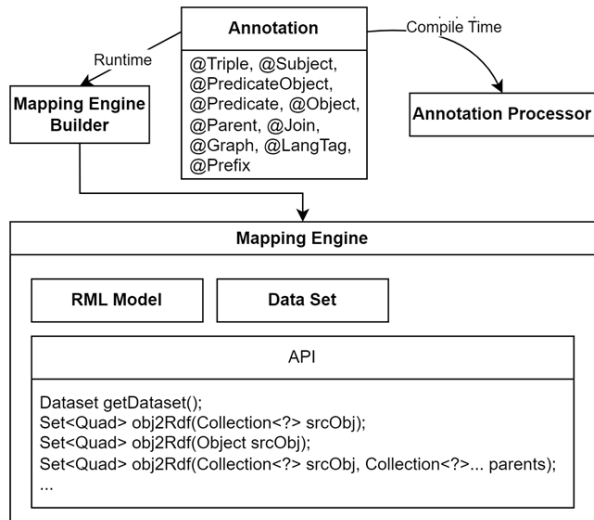 Annotation
Compile Time
Runtime
@Triple, @Subject,
@PredicateObject,
@Predicate, @Object,
@Parent, @Join,
@Graph, @LangTag,
@Prefix
Mapping Engine
Builder
Annotation Processor
Mapping Engine
RML Model
Data Set
API
Dataset getDataset();
Set<Quad> obj2Rdf(Collection<?> srcObj);
Set<Quad> obj2Rdf(Object srcObj);
Set<Quad> obj2Rdf(Collection<?> srcObj, Collection<?>... parents);
...